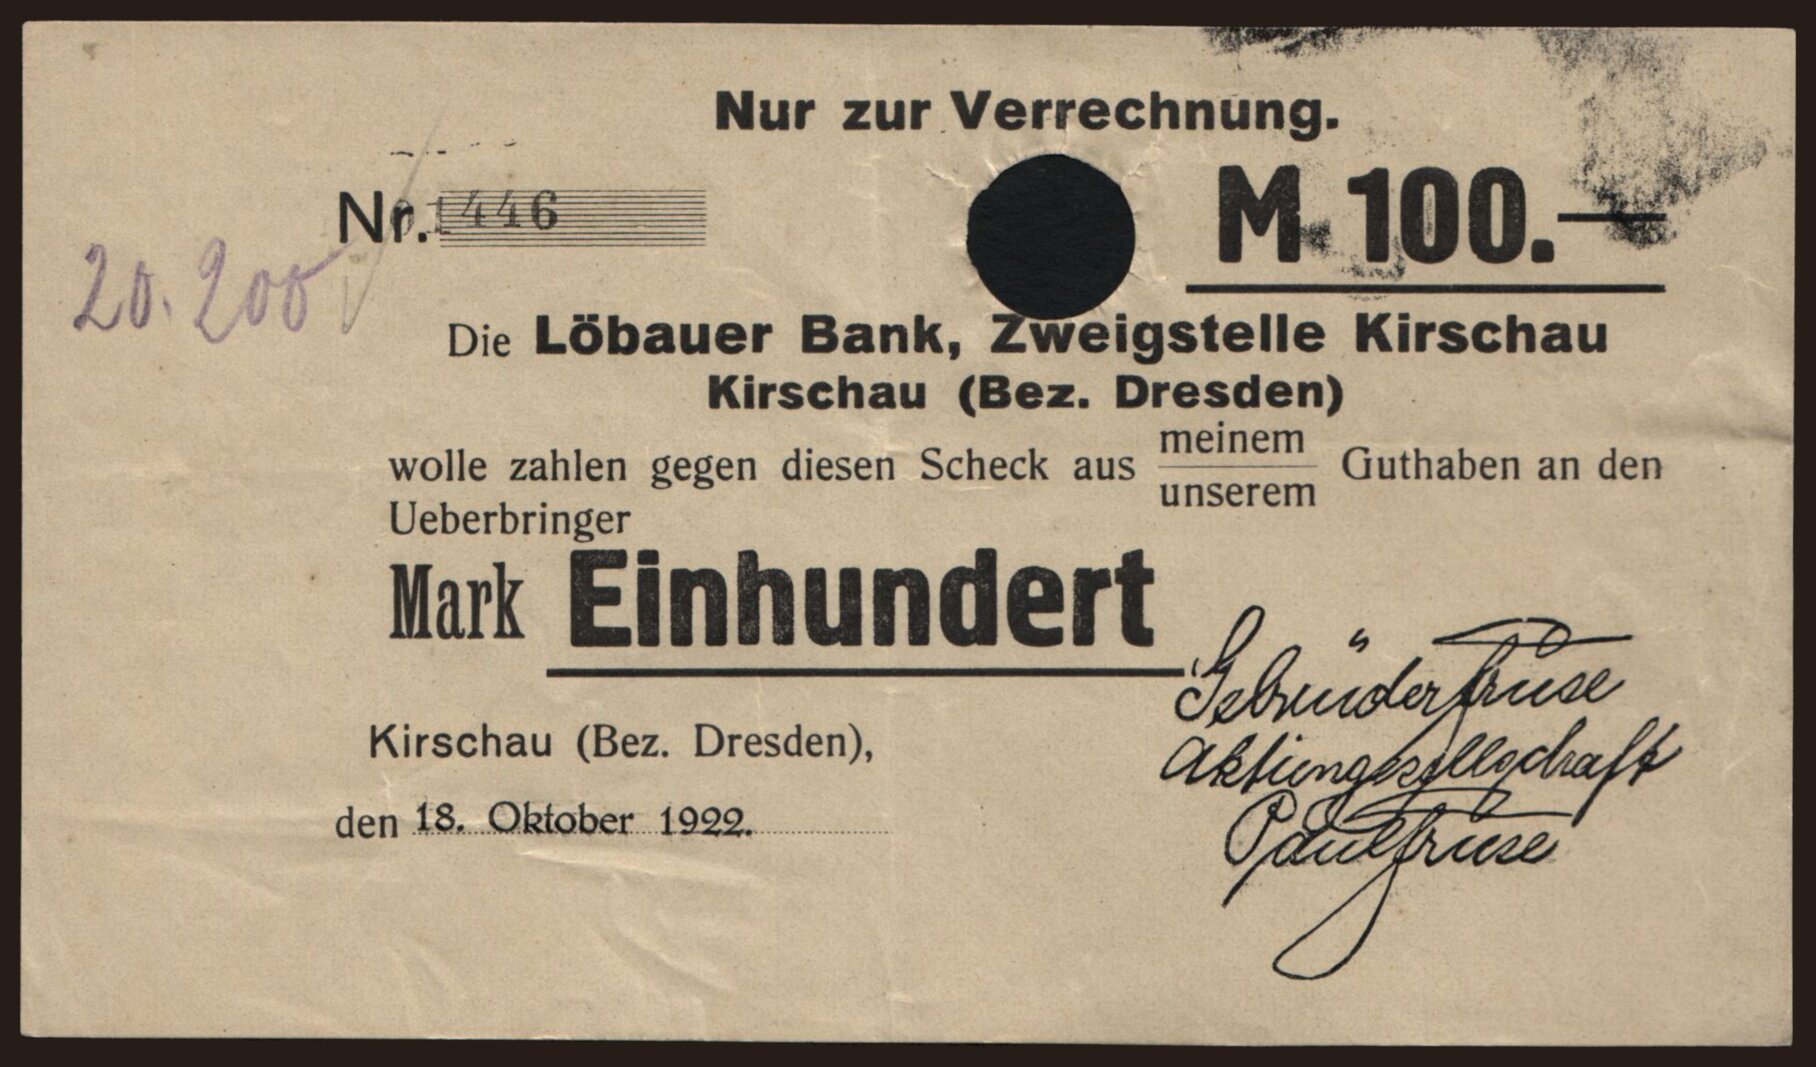 Nur zur Verrechnung.
Nr. 1446
M 100.—
20.200
Die Löbauer Bank, Zweigstelle Kirschau
Kirschau (Bez. Dresden)
wolle zahlen gegen diesen Scheck aus meinem Guthaben an den
unserem
Ueberbringer
Mark Einhundert
Gebrüder Friese
Aktiengesellschaft
Paul Friese
Kirschau (Bez. Dresden),
den 18. Oktober 1922.